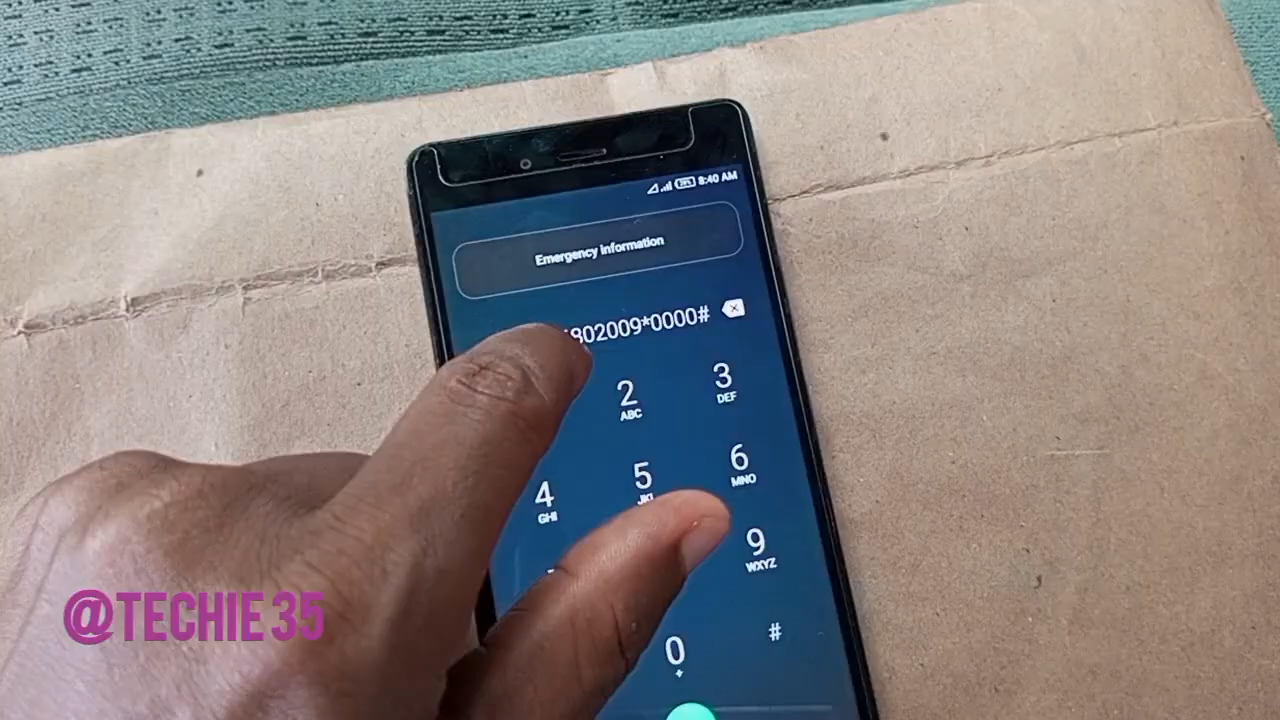 8:40 AM
Emergency information
802009*0000#
2 3
ABC DEF
4 5 6
GHI JKL MNO
9
WXYZ
0 #
+
@TECHIE 35